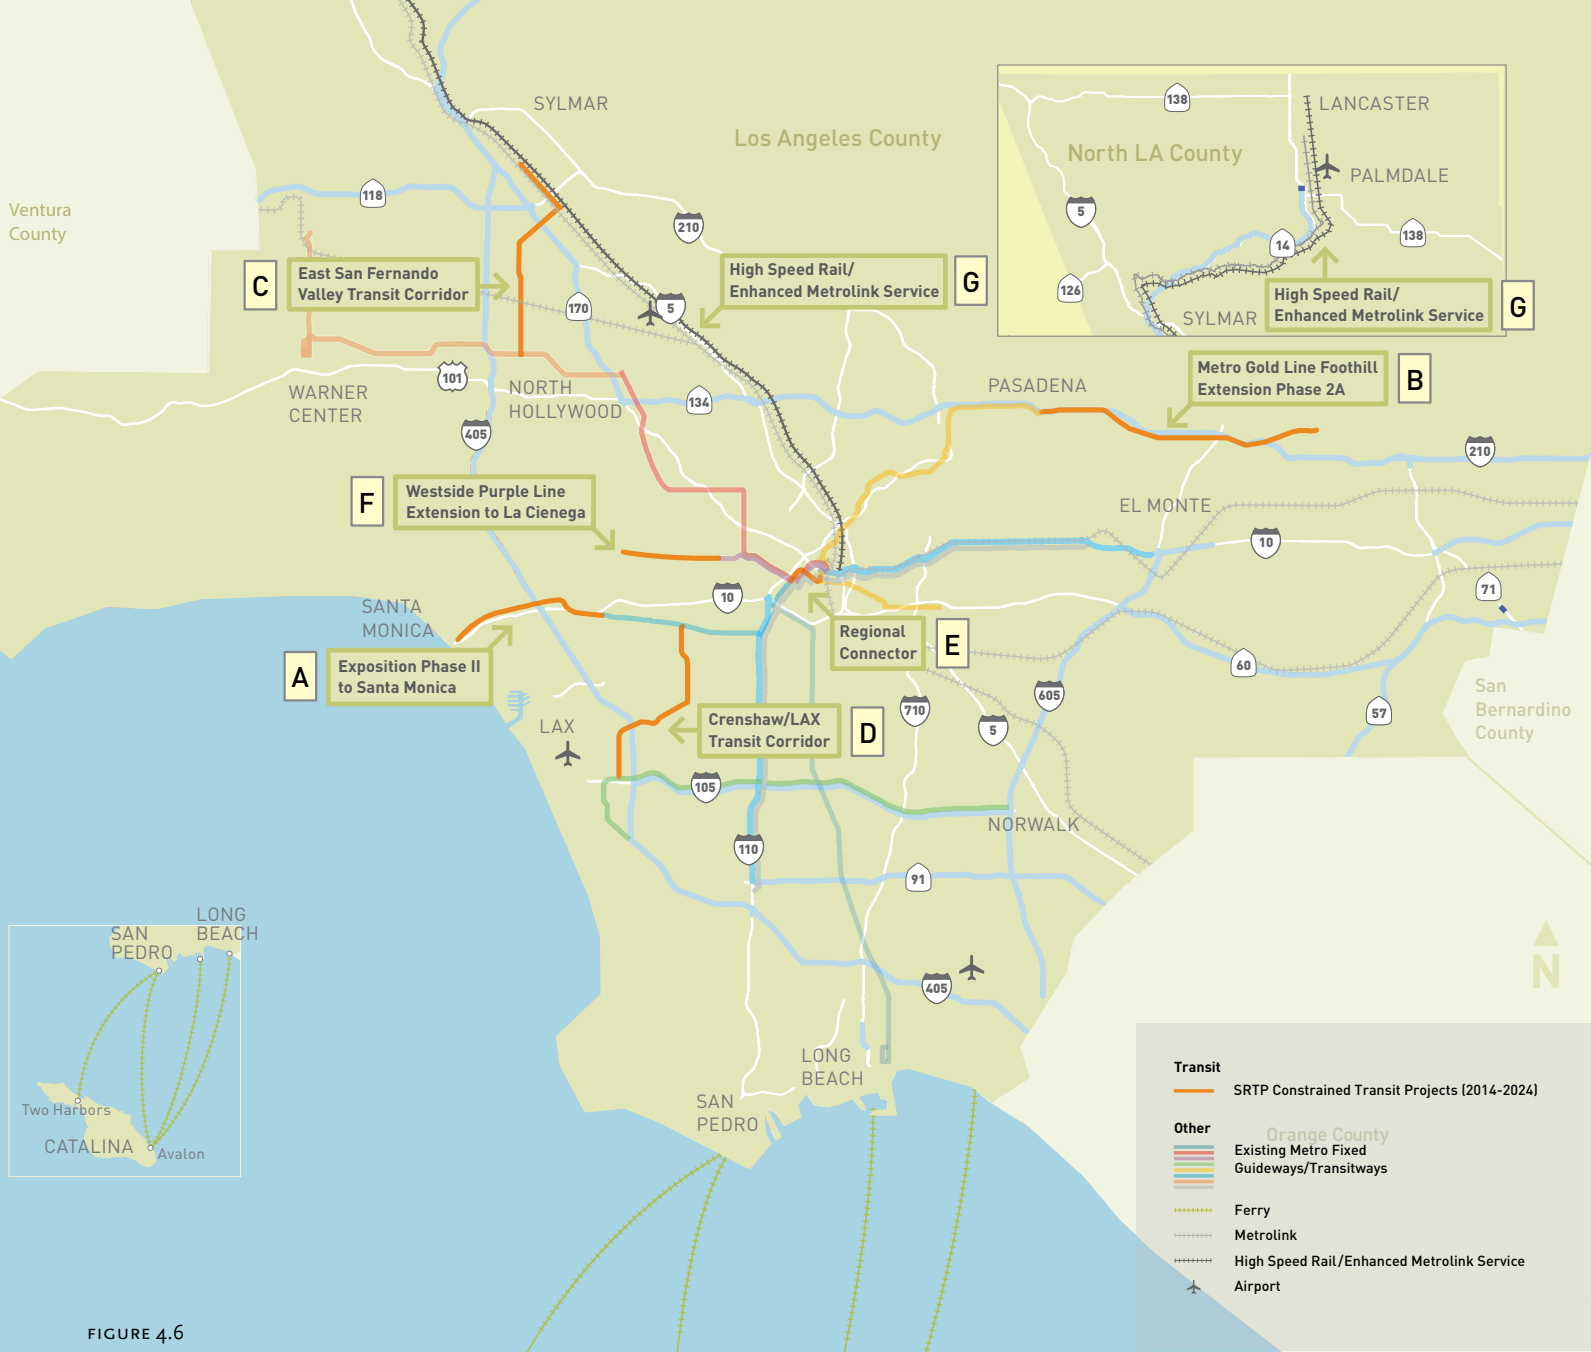 SYLMAR
Los Angeles County
138
LANCASTER
North LA County
PALMDALE
5
14
138
126
SYLMAR
High Speed Rail/
Enhanced Metrolink Service
G
Ventura
County
118
210
C
East San Fernando
Valley Transit Corridor
170
5
High Speed Rail/
Enhanced Metrolink Service
G
101
WARNER
CENTER
NORTH
HOLLYWOOD
134
PASADENA
Metro Gold Line Foothill
Extension Phase 2A
B
405
210
F
Westside Purple Line
Extension to La Cienega
EL MONTE
10
71
SANTA
MONICA
10
Regional
Connector
E
60
A
Exposition Phase II
to Santa Monica
605
710
5
57
San
Bernardino
County
LAX
Crenshaw/LAX
Transit Corridor
D
105
NORWALK
110
91
405
LONG
BEACH
SAN
PEDRO
LONG
BEACH
SAN
PEDRO
Two Harbors
CATALINA
Avalon
N
Transit
SRTP Constrained Transit Projects (2014-2024)
Other
Orange County
Existing Metro Fixed
Guideways/Transitways
Ferry
Metrolink
High Speed Rail/Enhanced Metrolink Service
Airport
FIGURE 4.6